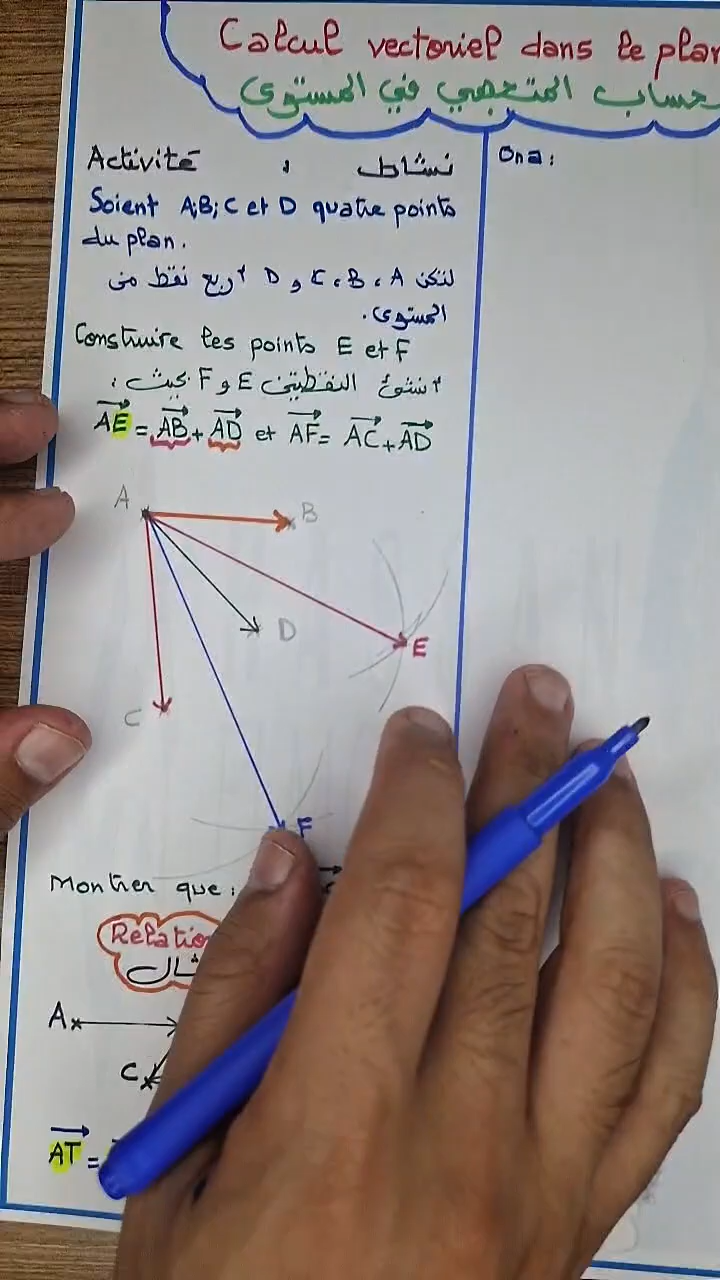 Calcul vectoriel dans le plan
حساب المتجهي في المستوى
Activité : نشاط
Soient A;B;C et D quatre points
du plan.
لتكن A ، B ، C و D أربع نقط من
المستوى.
Construire les points E et F
أنشئ النقطتين E و F بحيث :
AE = AB + AD et AF = AC + AD
A
B
D
E
C
F
Montrer que :
Relatio
A
C
AT =
On a :